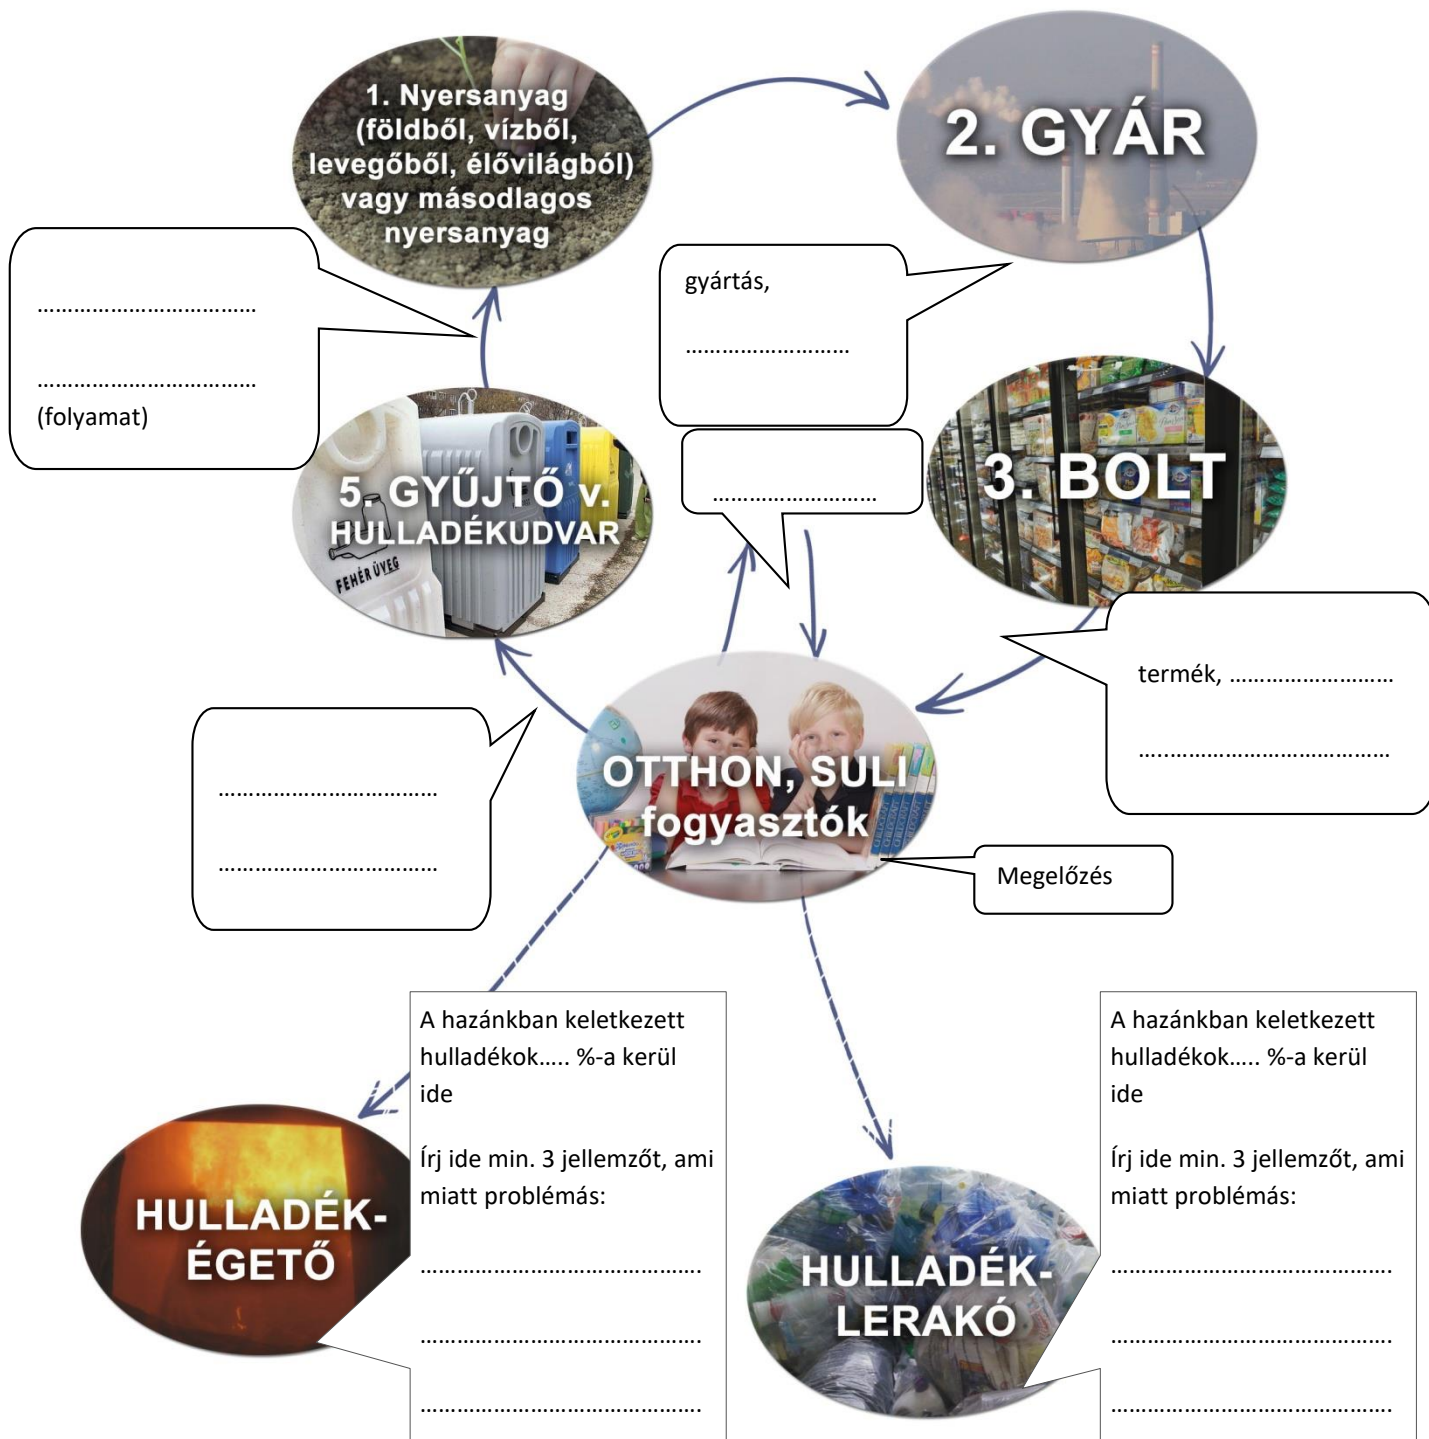 1. Nyersanyag
(földből, vízből,
levegőből, élővilágból)
vagy másodlagos
nyersanyag
2. GYÁR
……………………………
……………………………
(folyamat)
gyártás,
………………………
………………………
3. BOLT
5. GYŰJTŐ v.
HULLADÉKUDVAR
FEHÉR ÜVEG
termék, ………………………
…………………………………
OTTHON, SULI
fogyasztók
………………………………
………………………………
Megelőzés
A hazánkban keletkezett
hulladékok….. %-a kerül
ide
Írj ide min. 3 jellemzőt, ami
miatt problémás:
……………………………………….
……………………………………….
……………………………………….
HULLADÉK-
ÉGETŐ
A hazánkban keletkezett
hulladékok….. %-a kerül
ide
Írj ide min. 3 jellemzőt, ami
miatt problémás:
……………………………………….
……………………………………….
……………………………………….
HULLADÉK-
LERAKÓ